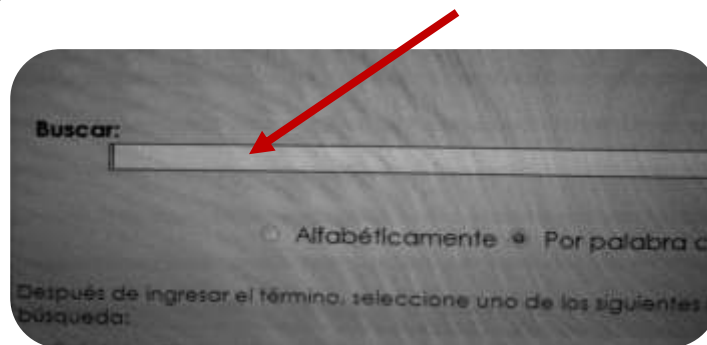 Buscar:
Alfabéticamente Por palabra c
Después de ingresar el término, seleccione uno de los siguientes
búsqueda: